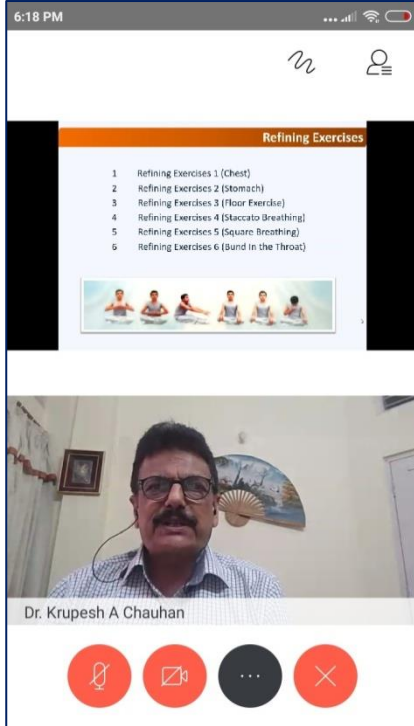 6:18 PM
Refining Exercises
1 Refining Exercises 1 (Chest)
2 Refining Exercises 2 (Stomach)
3 Refining Exercises 3 (Floor Exercise)
4 Refining Exercises 4 (Staccato Breathing)
5 Refining Exercises 5 (Square Breathing)
6 Refining Exercises 6 (Bund In the Throat)
Dr. Krupesh A Chauhan